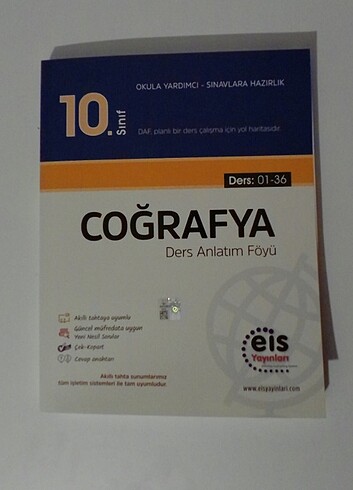 OKULA YARDIMCI - SINAVLARA HAZIRLIK
10. Sınıf
DAF, planlı bir ders çalışma için yol haritasıdır.
Ders: 01-36
COĞRAFYA
Ders Anlatım Föyü
Akıllı tahtaya uyumlu
Güncel müfredata uygun
Yeni Nesil Sorular
Çek-Kopart
Cevap anahtarı
Akıllı tahta sunumlarımız
tüm işletim sistemleri ile tam uyumludur.
eis
Yayınları
www.eisyayinlari.com